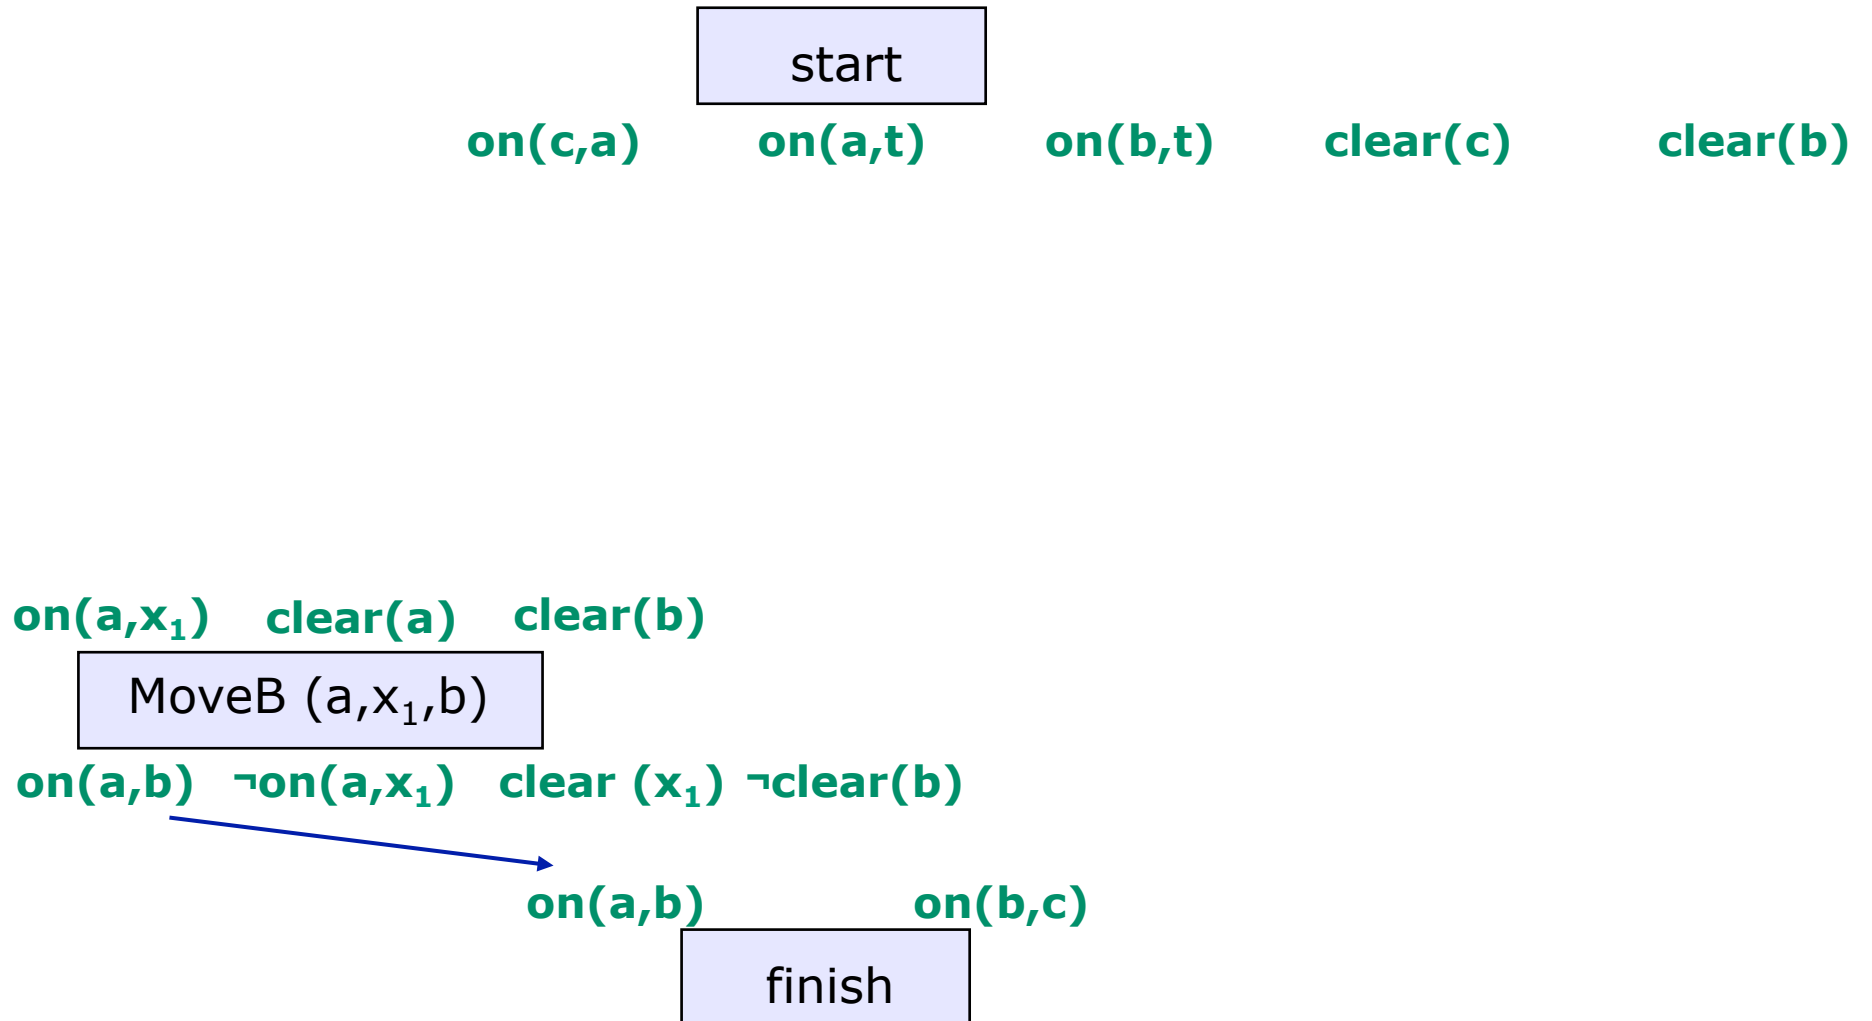 start
on(c,a) on(a,t) on(b,t) clear(c) clear(b)
on(a,x₁) clear(a) clear(b)
MoveB (a,x₁,b)
on(a,b) ¬on(a,x₁) clear (x₁) ¬clear(b)
on(a,b) on(b,c)
finish